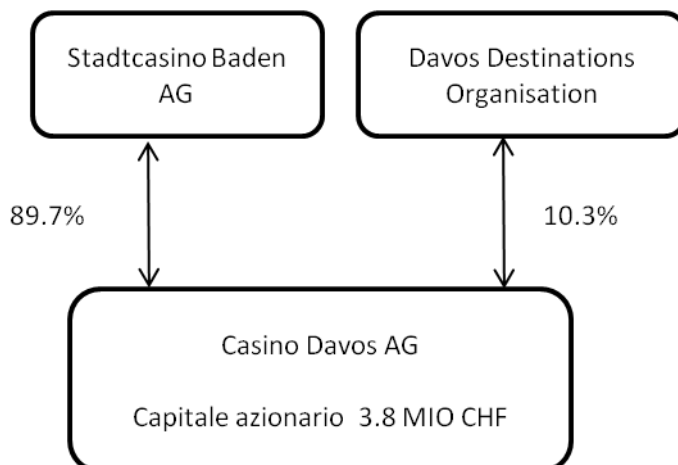 Stadtcasino Baden
AG
Davos Destinations
Organisation
89.7%
10.3%
Casino Davos AG
Capitale azionario 3.8 MIO CHF